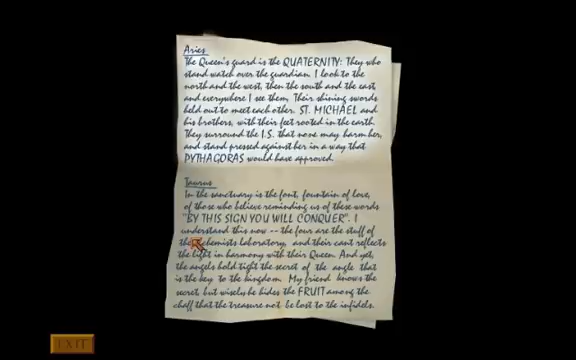 Aries
The Queen's guard is the QUATERNITY: They who
stand watch over the guardian. I look to the
north and the west, then the south and the east,
and everywhere I see them, Their shining swords
held out to meet each other. ST. MICHAEL and
his brothers, with their feet rooted in the earth.
They surround the I.S. that none may harm her,
and stand pressed against her in a way that
PYTHAGORAS would have approved.
Taurus
In the sanctuary is the font, fountain of love,
of those who believe reminding us of these words
"BY THIS SIGN YOU WILL CONQUER". I
understand this now -- the four are the stuff of
the alchemists laboratory, and their cant reflects
the light in harmony with their Queen. And yet,
the angels hold tight the secret of the angle that
is the key to the kingdom. My friend knows the
secret, but wisely he hides the FRUIT among the
chaff that the treasure not be lost to the infidels.
EXIT